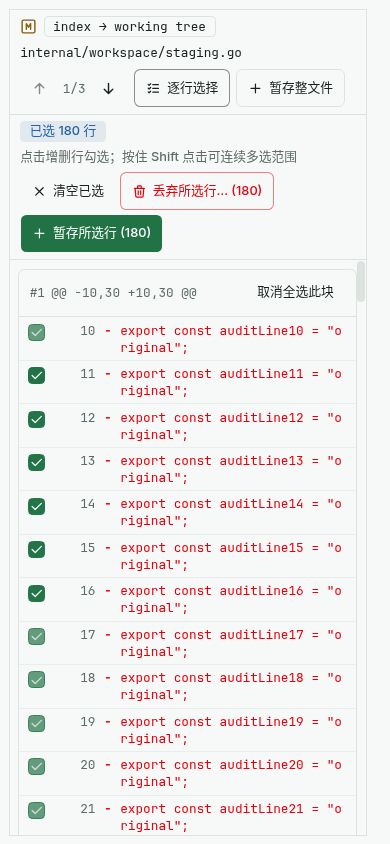 M index → working tree
internal/workspace/staging.go
↑ 1/3 ↓ 逐行选择 + 暂存整文件
已选 180 行
点击增删行勾选；按住 Shift 点击可连续多选范围
× 清空已选 丢弃所选行... (180)
+ 暂存所选行 (180)
#1 @@ -10,30 +10,30 @@ 取消全选此块
10 - export const auditLine10 = "o
riginal";
11 - export const auditLine11 = "o
riginal";
12 - export const auditLine12 = "o
riginal";
13 - export const auditLine13 = "o
riginal";
14 - export const auditLine14 = "o
riginal";
15 - export const auditLine15 = "o
riginal";
16 - export const auditLine16 = "o
riginal";
17 - export const auditLine17 = "o
riginal";
18 - export const auditLine18 = "o
riginal";
19 - export const auditLine19 = "o
riginal";
20 - export const auditLine20 = "o
riginal";
21 - export const auditLine21 = "o
riginal";